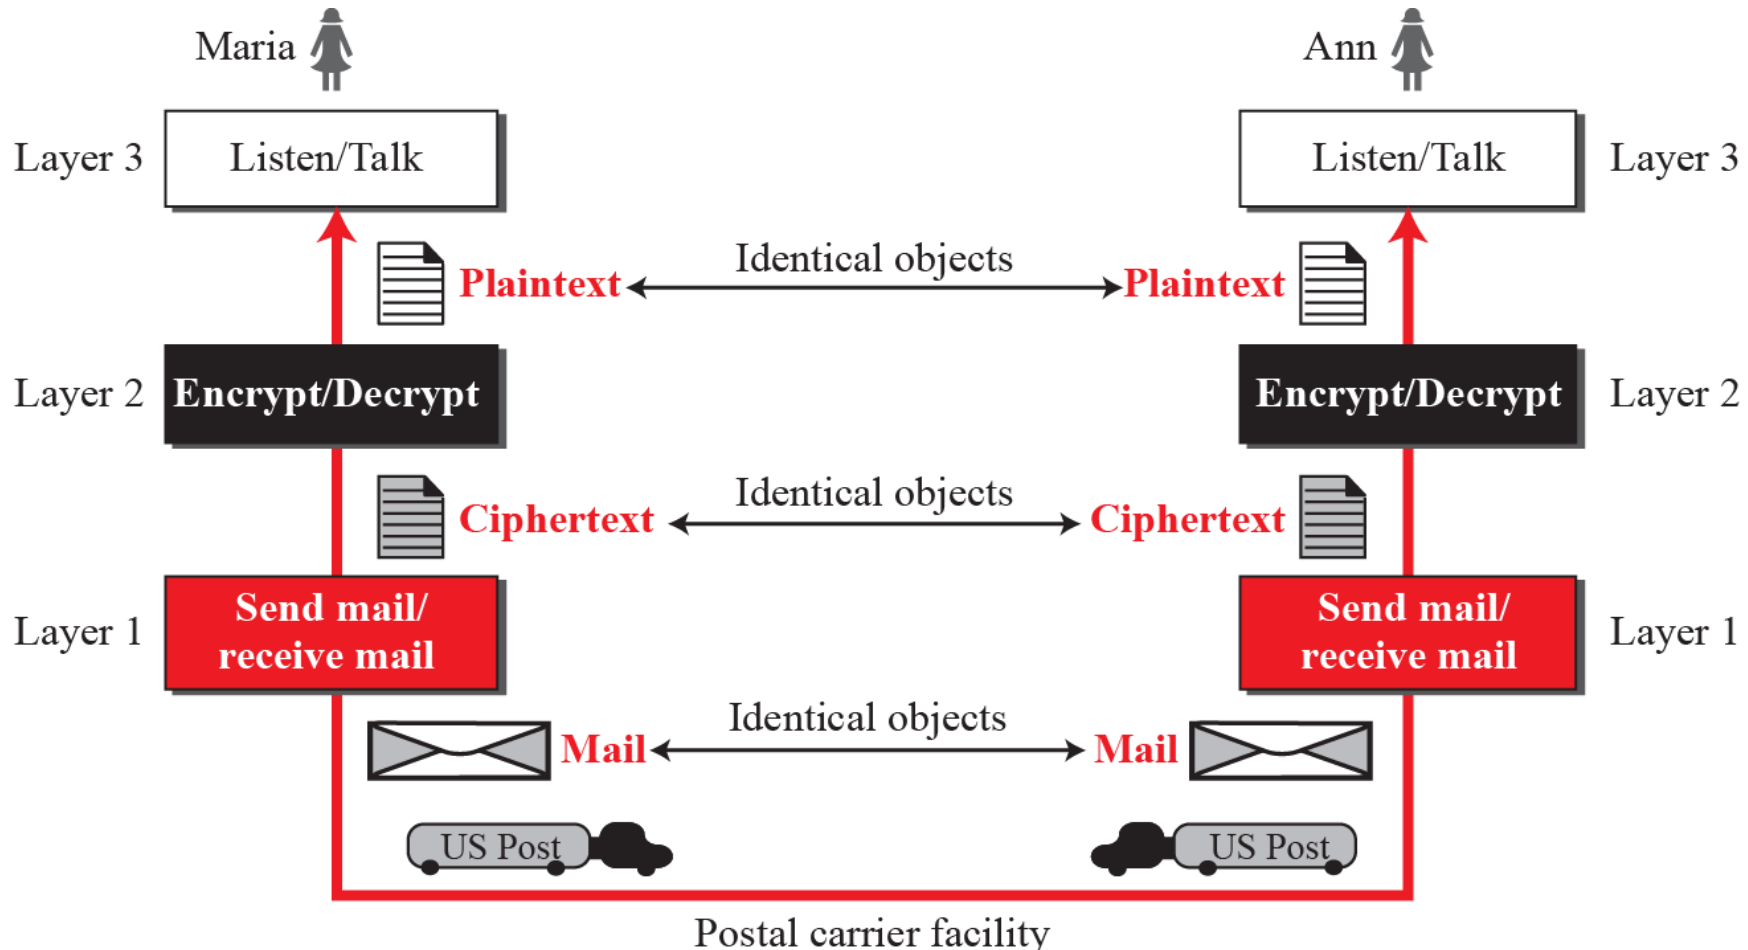 Maria
Ann
Layer 3
Listen/Talk
Listen/Talk
Layer 3
Identical objects
Plaintext
Plaintext
Layer 2
Encrypt/Decrypt
Encrypt/Decrypt
Layer 2
Identical objects
Ciphertext
Ciphertext
Layer 1
Send mail/
receive mail
Send mail/
receive mail
Layer 1
Identical objects
Mail
Mail
US Post
US Post
Postal carrier facility